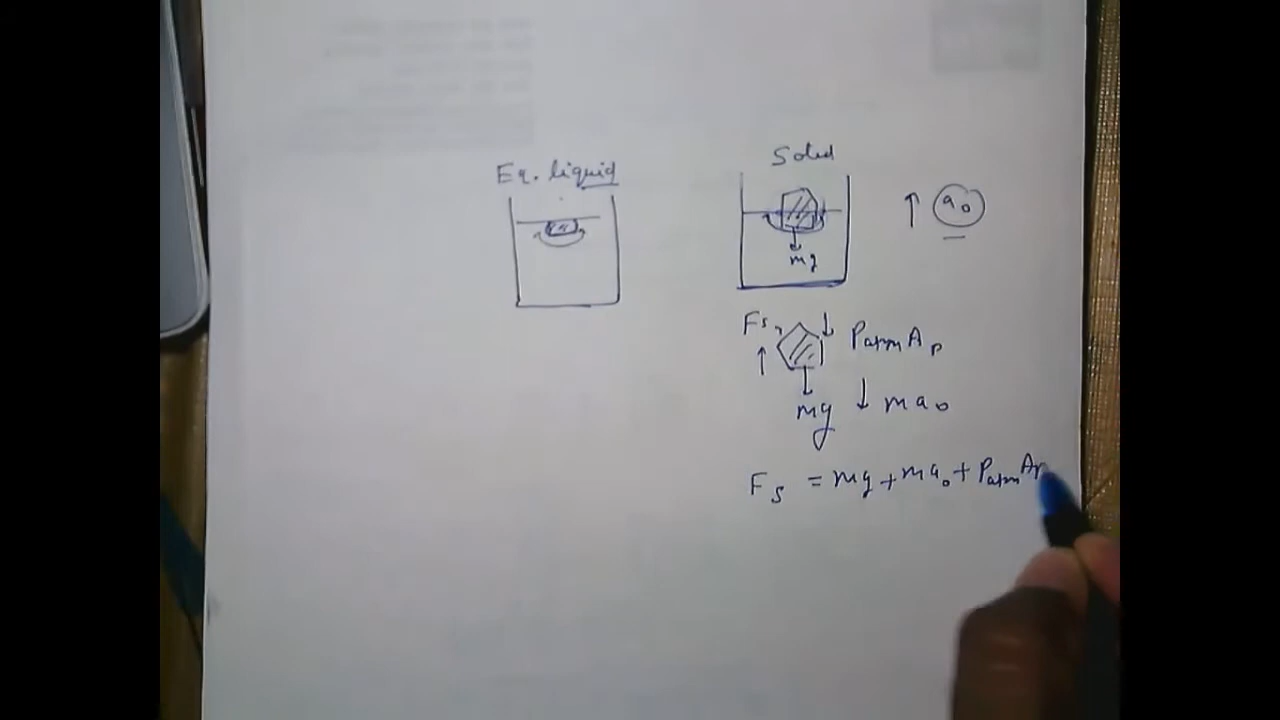 Solid
Eq. liquid
a₀
mg
Fs
Patm Ap
mg
ma₀
Fs = mg + ma₀ + Patm Ap